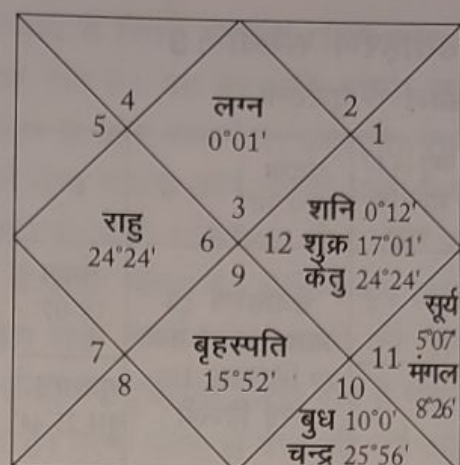 4
लग्न
2
5
0°01'
1
3
शनि 0°12'
राहु
6
12 शुक्र 17°01'
24°24'
9
केतु 24°24'
सूर्य
7
बृहस्पति
11
5°07'
8
15°52'
10
मंगल
बुध 10°0'
8°26'
चन्द्र 25°56'